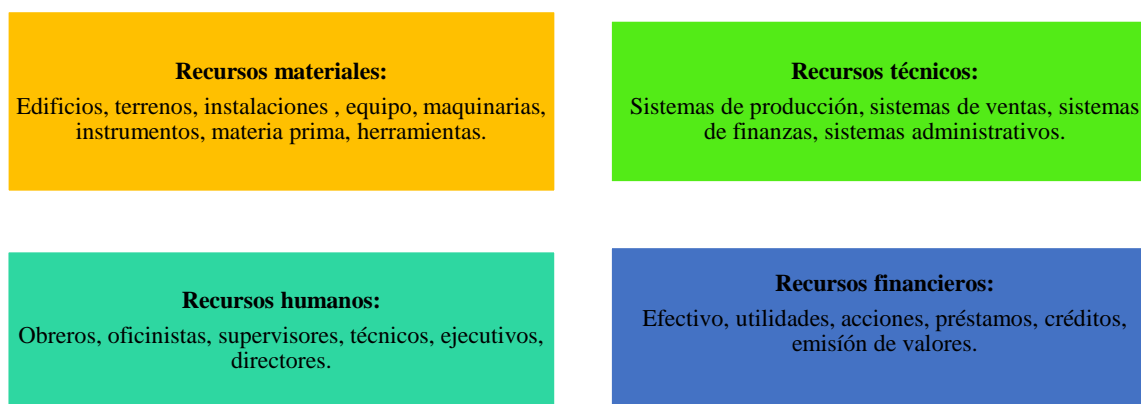 Recursos materiales:
Edificios, terrenos, instalaciones , equipo, maquinarias,
instrumentos, materia prima, herramientas.
Recursos técnicos:
Sistemas de producción, sistemas de ventas, sistemas
de finanzas, sistemas administrativos.
Recursos humanos:
Obreros, oficinistas, supervisores, técnicos, ejecutivos,
directores.
Recursos financieros:
Efectivo, utilidades, acciones, préstamos, créditos,
emisíón de valores.